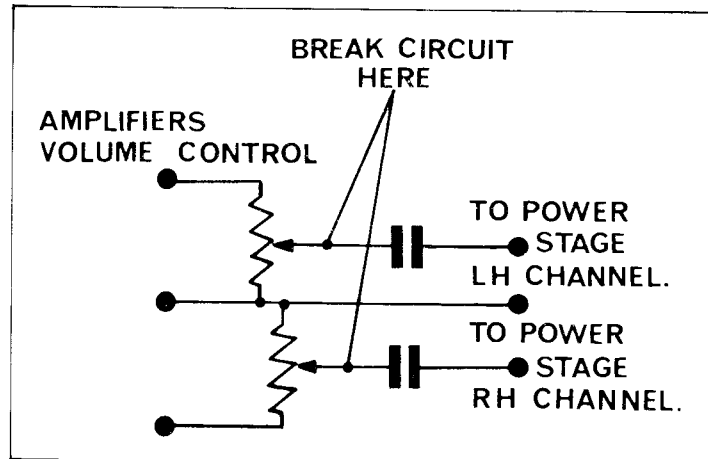 BREAK CIRCUIT
HERE
AMPLIFIERS
VOLUME CONTROL
TO POWER
STAGE
LH CHANNEL.
TO POWER
STAGE
RH CHANNEL.